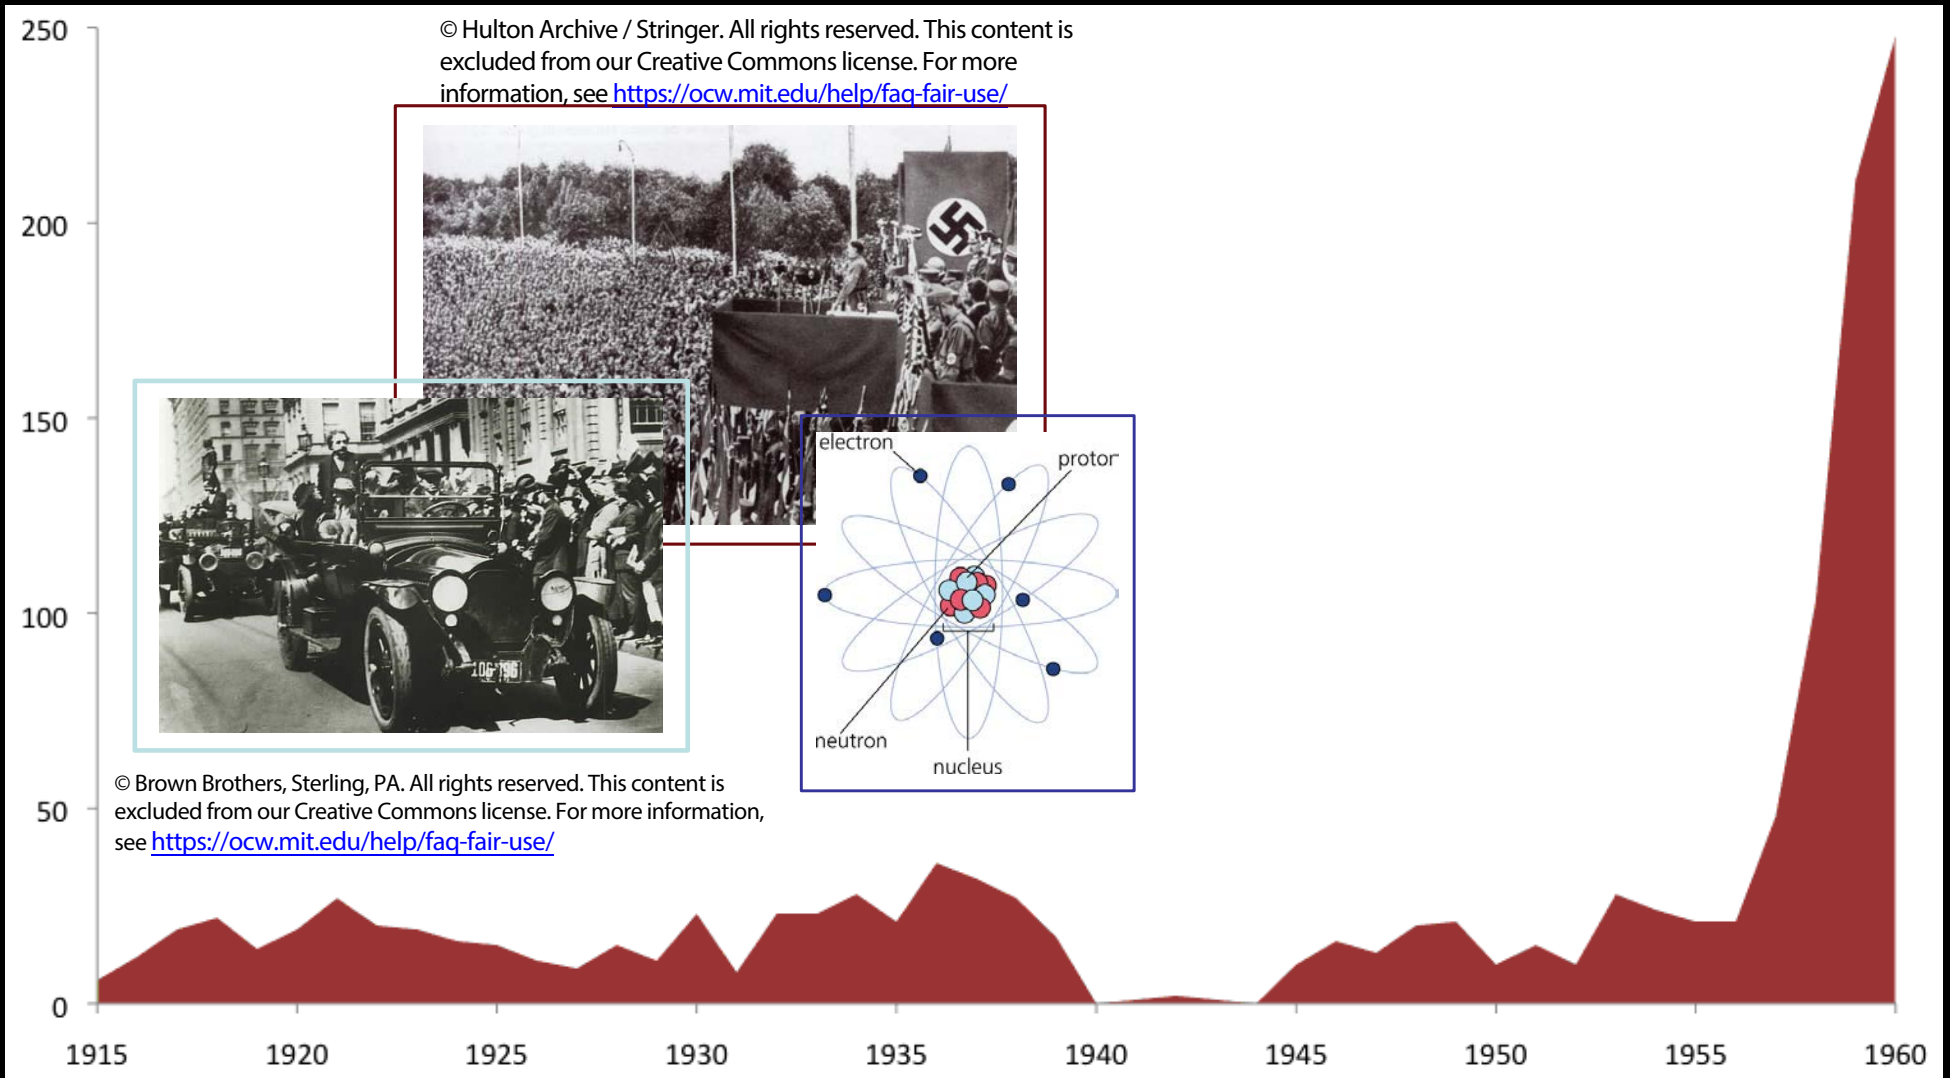 250
© Hulton Archive / Stringer. All rights reserved. This content is
excluded from our Creative Commons license. For more
information, see https://ocw.mit.edu/help/faq-fair-use/
200
150
electron
proton
100
neutron
nucleus
© Brown Brothers, Sterling, PA. All rights reserved. This content is
excluded from our Creative Commons license. For more information,
see https://ocw.mit.edu/help/faq-fair-use/
50
0
1915 1920 1925 1930 1935 1940 1945 1950 1955 1960